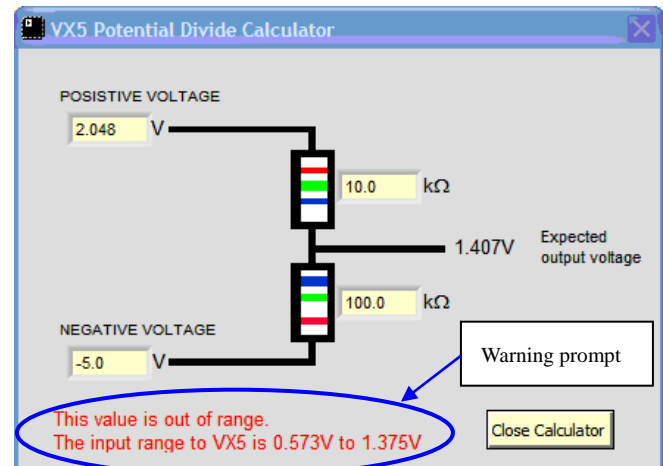 VX5 Potential Divide Calculator
POSISTIVE VOLTAGE
2.048 V
10.0 kΩ
1.407V
Expected
output voltage
100.0 kΩ
NEGATIVE VOLTAGE
-5.0 V
Warning prompt
This value is out of range.
The input range to VX5 is 0.573V to 1.375V
Close Calculator